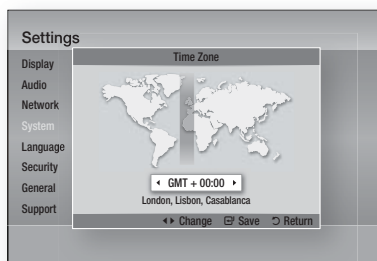 Settings
Time Zone
Display
Audio
Network
System
Language
Security
General
Support
GMT + 00:00
London, Lisbon, Casablanca
Change Save Return